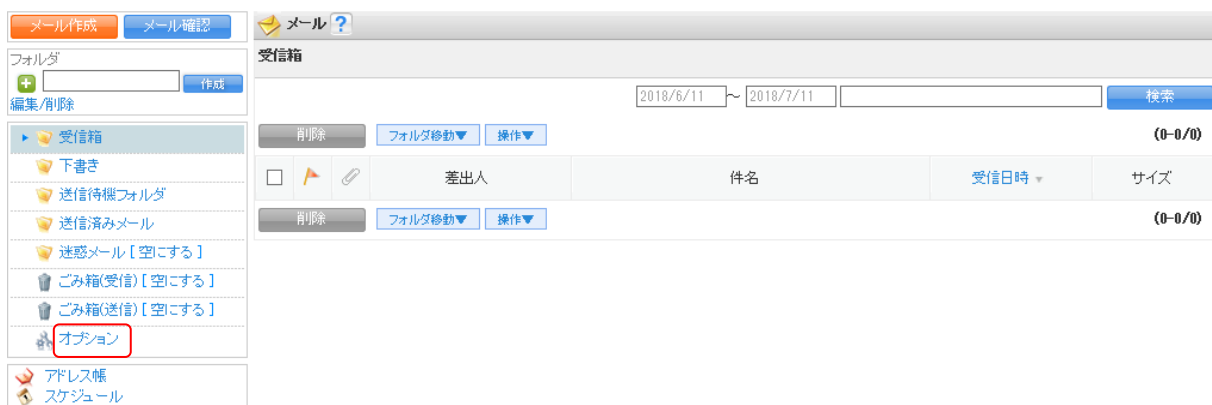 メール作成 メール確認
フォルダ
作成
編集/削除
受信箱
下書き
送信待機フォルダ
送信済みメール
迷惑メール [ 空にする ]
ごみ箱(受信) [ 空にする ]
ごみ箱(送信) [ 空にする ]
オプション
アドレス帳
スケジュール
メール ?
受信箱
2018/6/11 ～ 2018/7/11 検索
削除 フォルダ移動▼ 操作▼ (0-0/0)
差出人 件名 受信日時 ▼ サイズ
削除 フォルダ移動▼ 操作▼ (0-0/0)